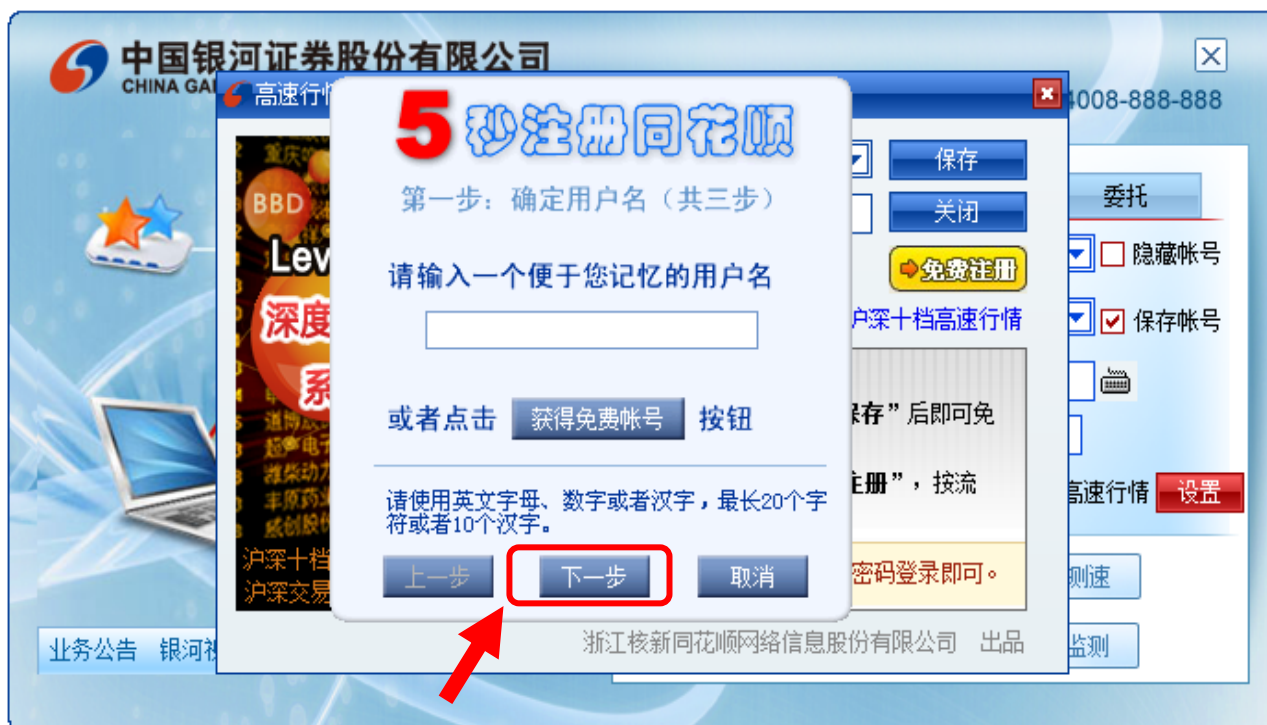 中国银河证券股份有限公司
CHINA GA
4008-888-888
高速行情
5秒注册同花顺
第一步：确定用户名（共三步）
请输入一个便于您记忆的用户名
或者点击 获得免费帐号 按钮
请使用英文字母、数字或者汉字，最长20个字
符或者10个汉字。
上一步 下一步 取消
保存
关闭
免费注册
沪深十档高速行情
保存”后即可免
注册”，按流
密码登录即可。
BBD
Lev
深度
系
沪深十档
沪深交易
浙江核新同花顺网络信息股份有限公司 出品
委托
隐藏帐号
保存帐号
高速行情 设置
测速
监测
业务公告 银河视